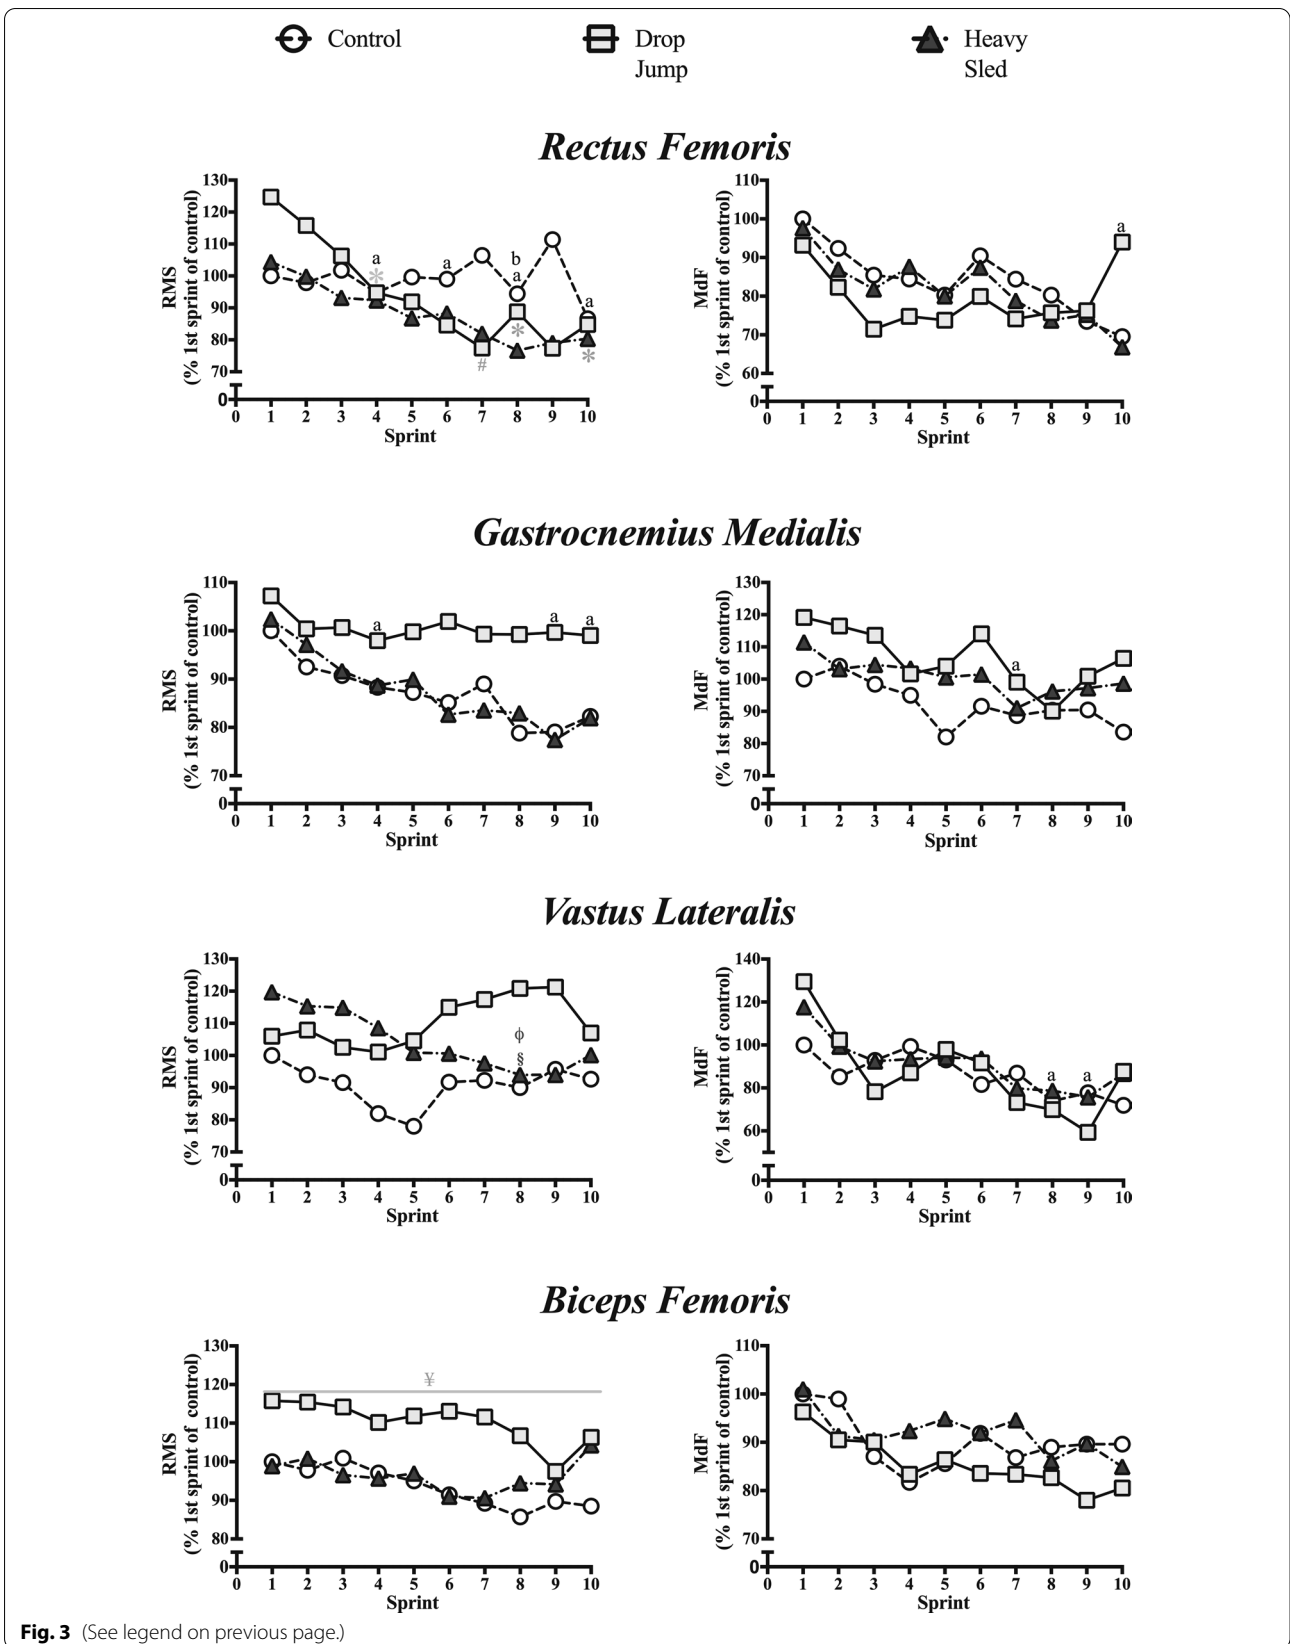 Control
Drop
Jump
Heavy
Sled
Rectus Femoris
RMS
(% 1st sprint of control)
130
120
110
100
90
80
70
0
a
*
a
b
a
*
#
a
*
0 1 2 3 4 5 6 7 8 9 10
Sprint
MdF
(% 1st sprint of control)
110
100
90
80
70
60
0
a
0 1 2 3 4 5 6 7 8 9 10
Sprint
Gastrocnemius Medialis
RMS
(% 1st sprint of control)
110
100
90
80
70
0
a
a
a
0 1 2 3 4 5 6 7 8 9 10
Sprint
MdF
(% 1st sprint of control)
130
120
110
100
90
80
70
0
a
0 1 2 3 4 5 6 7 8 9 10
Sprint
Vastus Lateralis
RMS
(% 1st sprint of control)
130
120
110
100
90
80
70
0
ϕ
§
0 1 2 3 4 5 6 7 8 9 10
Sprint
MdF
(% 1st sprint of control)
140
120
100
80
60
0
a
a
0 1 2 3 4 5 6 7 8 9 10
Sprint
Biceps Femoris
RMS
(% 1st sprint of control)
130
120
110
100
90
80
0
¥
0 1 2 3 4 5 6 7 8 9 10
Sprint
MdF
(% 1st sprint of control)
110
100
90
80
70
0
0 1 2 3 4 5 6 7 8 9 10
Sprint
Fig. 3 (See legend on previous page.)